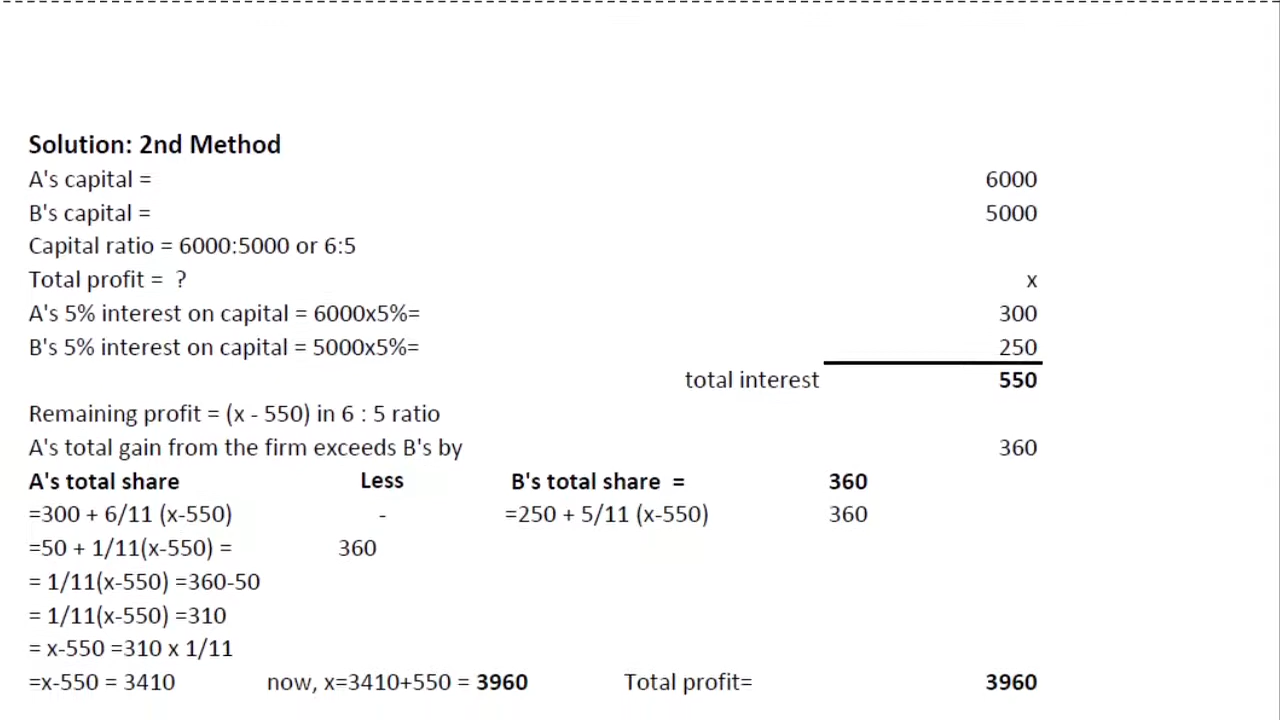 Solution: 2nd Method
A's capital = 6000
B's capital = 5000
Capital ratio = 6000:5000 or 6:5
Total profit = ? x
A's 5% interest on capital = 6000x5%= 300
B's 5% interest on capital = 5000x5%= 250
total interest 550
Remaining profit = (x - 550) in 6 : 5 ratio
A's total gain from the firm exceeds B's by 360
A's total share Less B's total share = 360
=300 + 6/11 (x-550) - =250 + 5/11 (x-550) 360
=50 + 1/11(x-550) = 360
= 1/11(x-550) =360-50
= 1/11(x-550) =310
= x-550 =310 x 1/11
=x-550 = 3410 now, x=3410+550 = 3960 Total profit= 3960